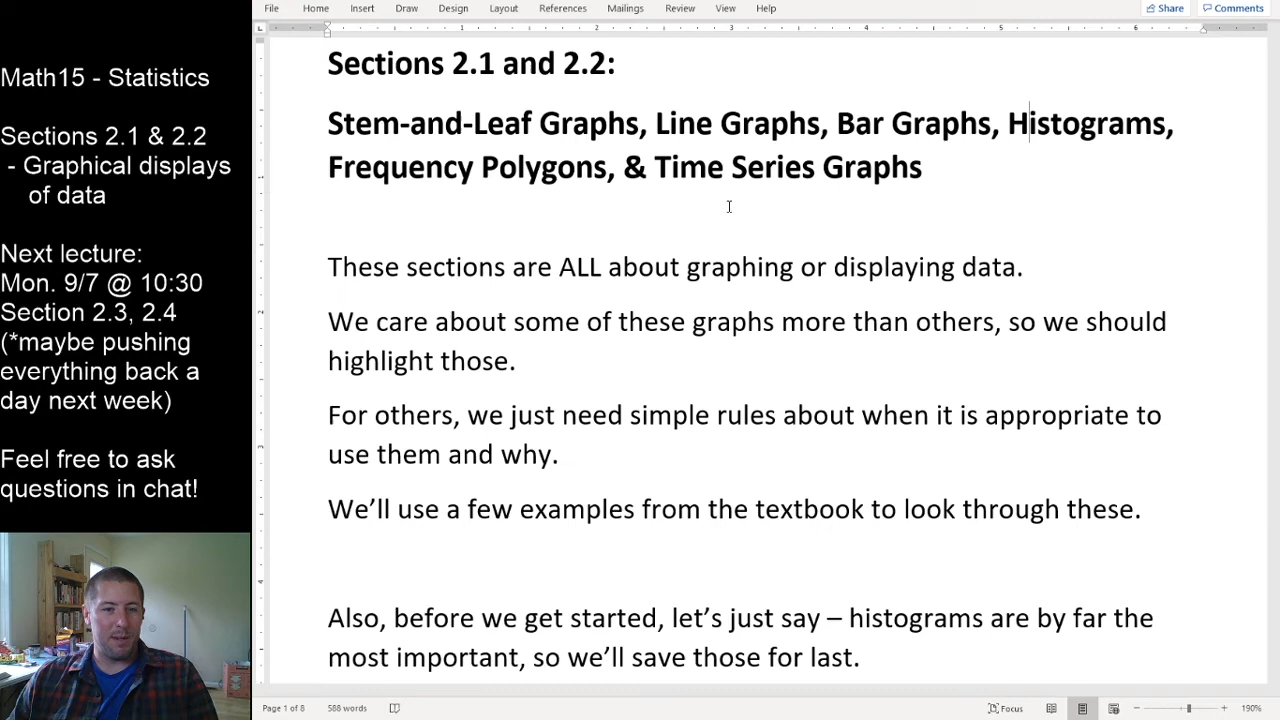 Math15 - Statistics
Sections 2.1 & 2.2
- Graphical displays
of data
Next lecture:
Mon. 9/7 @ 10:30
Section 2.3, 2.4
(*maybe pushing
everything back a
day next week)
Feel free to ask
questions in chat!
File Home Insert Draw Design Layout References Mailings Review View Help Share Comments
1 2 3 4 5 6
Sections 2.1 and 2.2:
Stem-and-Leaf Graphs, Line Graphs, Bar Graphs, Histograms,
Frequency Polygons, & Time Series Graphs
These sections are ALL about graphing or displaying data.
We care about some of these graphs more than others, so we should
highlight those.
For others, we just need simple rules about when it is appropriate to
use them and why.
We’ll use a few examples from the textbook to look through these.
Also, before we get started, let’s just say – histograms are by far the
most important, so we’ll save those for last.
Page 1 of 8 588 words Focus 190%